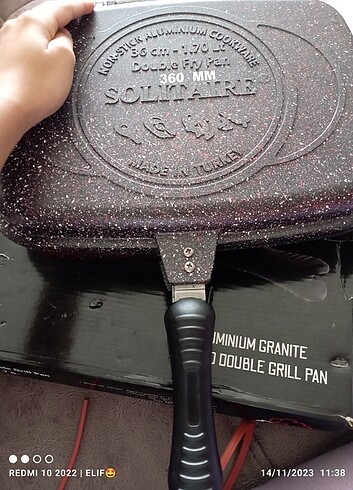 NON-STICK ALUMINIUM COOKWARE
36 cm - 1.70 Lt
Double Fry Pan
360 MM
SOLITAIRE
MADE IN TURKEY
UMINIUM GRANITE
DOUBLE GRILL PAN
REDMI 10 2022 | ELIF🤩
14/11/2023 11:38